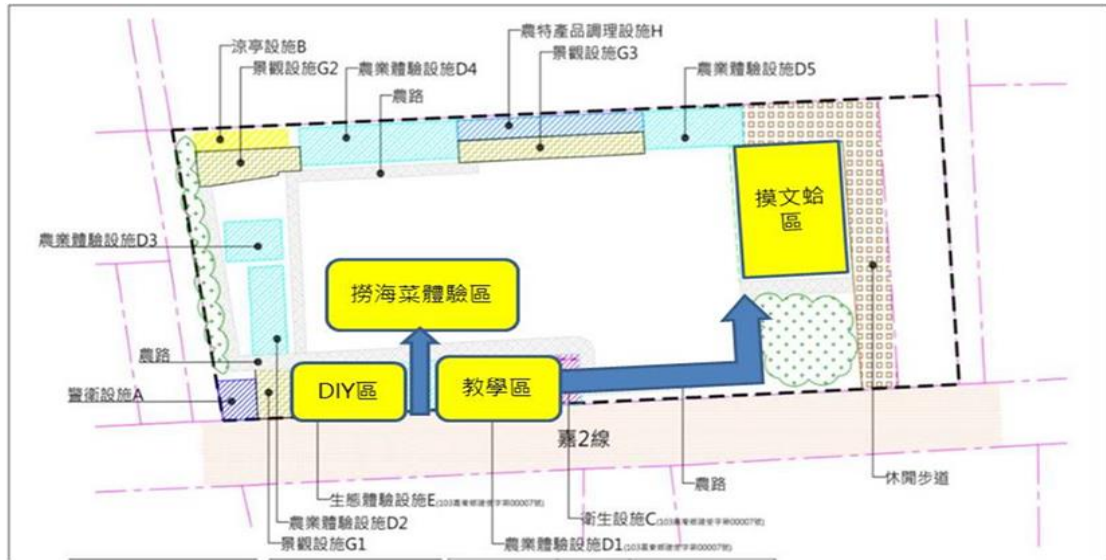 農特產品調理設施H
涼亭設施B
景觀設施G3
景觀設施G2
農業體驗設施D4
農業體驗設施D5
農路
摸文蛤
區
農業體驗設施D3
撈海菜體驗區
農路
DIY區
教學區
警衛設施A
嘉2線
農路
休閒步道
生態體驗設施E
衛生設施C
農業體驗設施D2
景觀設施G1
農業體驗設施D1